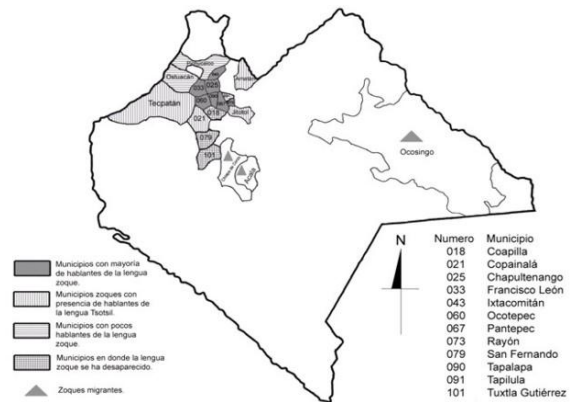 Ostuacán
033
025
Tecpatán
060
021
018
Jitotol
079
101
Acala
Ocosingo
N
Municipios con mayoría
de hablantes de la lengua
zoque.
Municipios zoques con
presencia de hablantes de
la lengua Tsotsil.
Municipios con pocos
hablantes de la lengua
zoque.
Municipios en donde la lengua
zoque se ha desaparecido.
Zoques migrantes.
Numero Municipio
018 Coapilla
021 Copainalá
025 Chapultenango
033 Francisco León
043 Ixtacomitán
060 Ocotepec
067 Pantepec
073 Rayón
079 San Fernando
090 Tapalapa
091 Tapilula
101 Tuxtla Gutiérrez